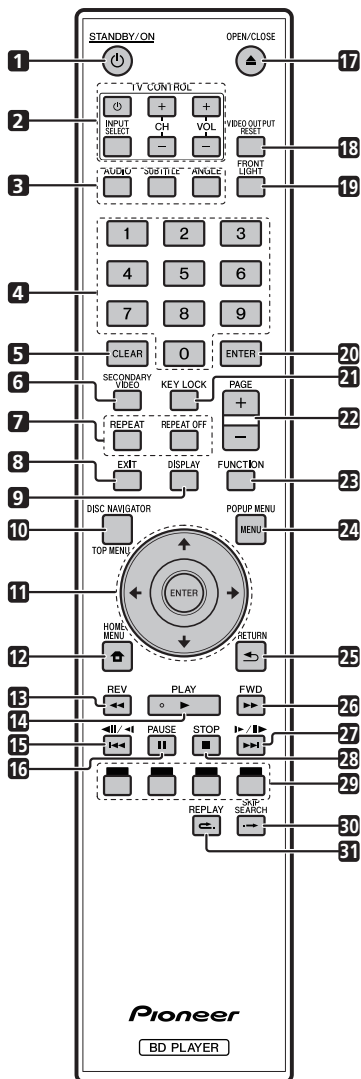 STANDBY/ON OPEN/CLOSE
1 17
TV CONTROL
2 INPUT SELECT + CH − + VOL − VIDEO OUTPUT RESET 18
3 AUDIO SUBTITLE ANGLE FRONT LIGHT 19
1 2 3
4 4 5 6
7 8 9
5 CLEAR 0 ENTER 20
6 SECONDARY VIDEO KEY LOCK 21 PAGE + − 22
7 REPEAT REPEAT OFF
8 EXIT DISPLAY FUNCTION 23
9
10 DISC NAVIGATOR TOP MENU POPUP MENU MENU 24
11 ENTER
12 HOME MENU RETURN 25
13 REV PLAY FWD 26
14
15 PAUSE STOP 27
16 28
29
REPLAY SKIP SEARCH 30
31
Pioneer
BD PLAYER